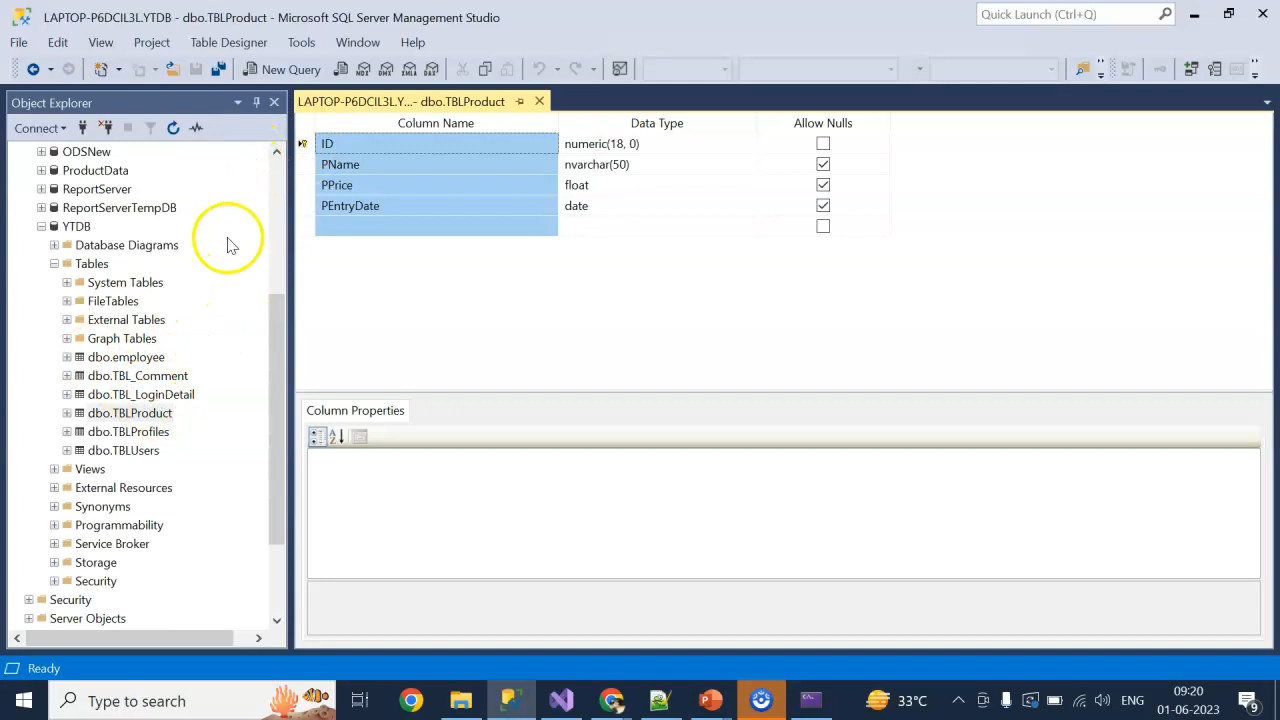 LAPTOP-P6DCIL3L.YTDB - dbo.TBLProduct - Microsoft SQL Server Management Studio
Quick Launch (Ctrl+Q)
File Edit View Project Table Designer Tools Window Help
New Query
MDX DMX XMLA DAX
Object Explorer
LAPTOP-P6DCIL3L.Y...- dbo.TBLProduct
Connect
Column Name Data Type Allow Nulls
ID numeric(18, 0)
PName nvarchar(50)
PPrice float
PEntryDate date
ODSNew
ProductData
ReportServer
ReportServerTempDB
YTDB
Database Diagrams
Tables
System Tables
FileTables
External Tables
Graph Tables
dbo.employee
dbo.TBL_Comment
dbo.TBL_LoginDetail
dbo.TBLProduct
dbo.TBLProfiles
dbo.TBLUsers
Views
External Resources
Synonyms
Programmability
Service Broker
Storage
Security
Security
Server Objects
Column Properties
Ready
Type to search
33°C
ENG
09:20
01-06-2023
9